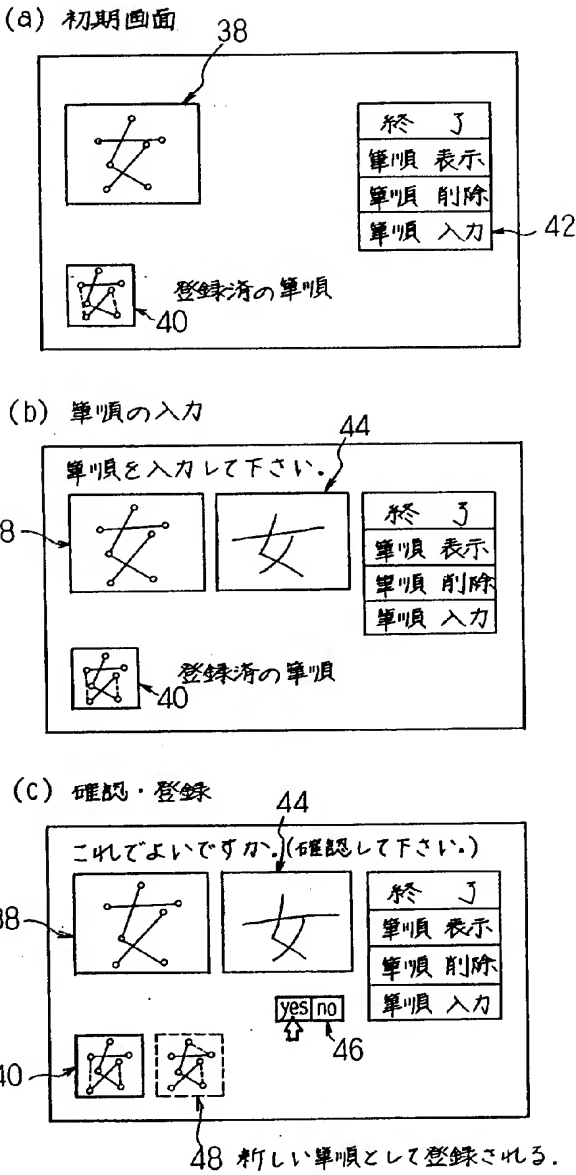 (a) 初期画面
38
女
終 了
筆順 表示
筆順 削除
筆順 入力
42
女
登録済の筆順
40
(b) 筆順の入力
44
筆順を入力して下さい。
8
女
女
終 了
筆順 表示
筆順 削除
筆順 入力
女
登録済の筆順
40
(c) 確認・登録
44
これでよいですか。(確認して下さい。)
38
女
女
終 了
筆順 表示
筆順 削除
筆順 入力
yes no
46
40
女
女
48 新しい筆順として登録される.